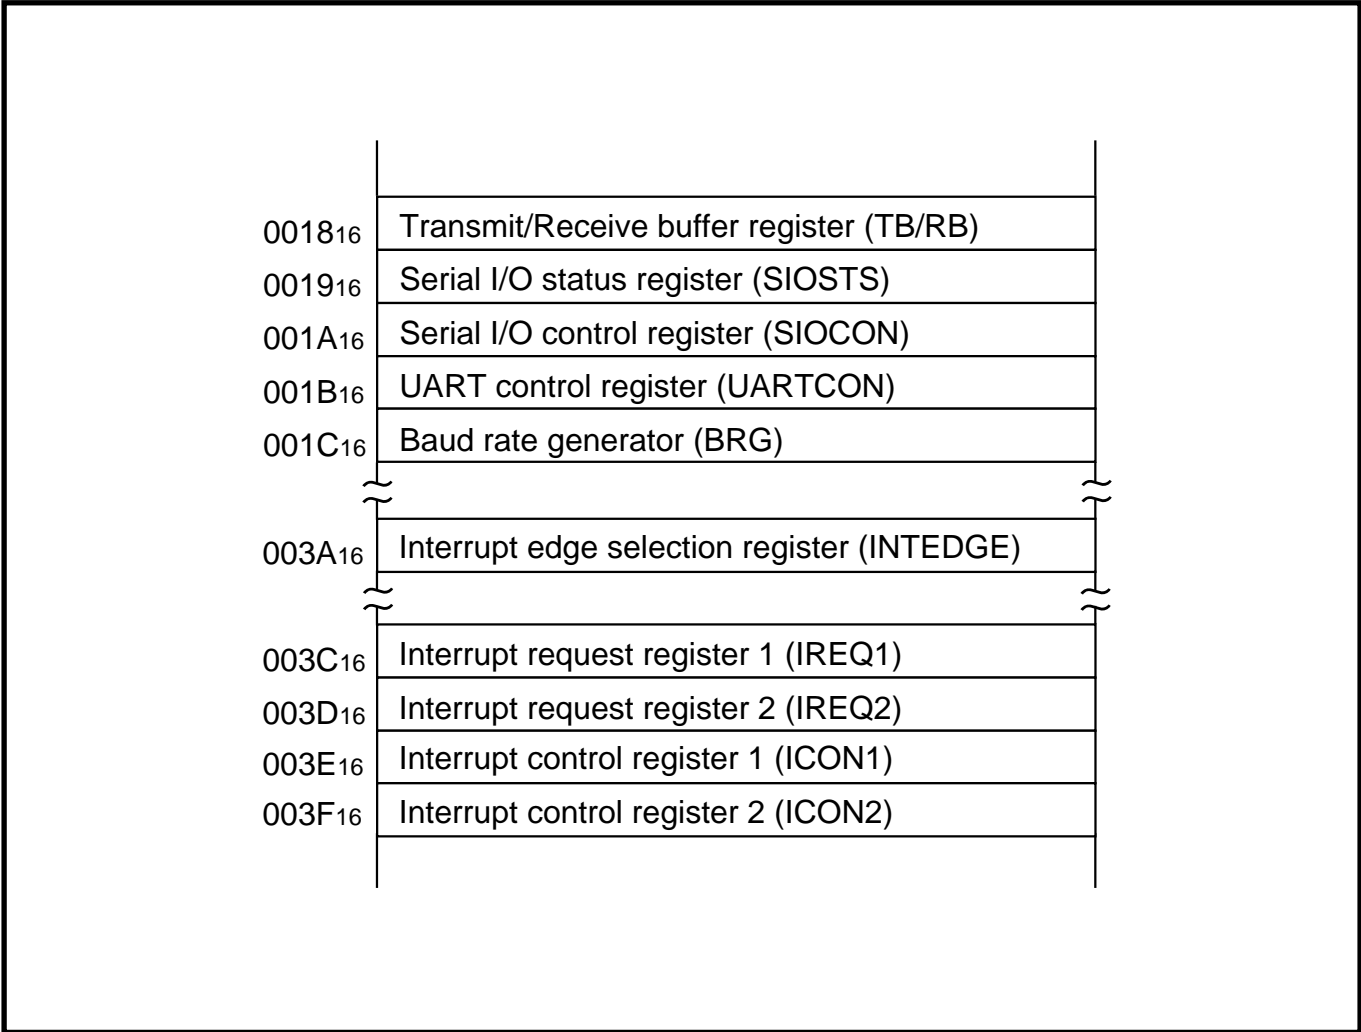 0018₁₆ Transmit/Receive buffer register (TB/RB)
0019₁₆ Serial I/O status register (SIOSTS)
001A₁₆ Serial I/O control register (SIOCON)
001B₁₆ UART control register (UARTCON)
001C₁₆ Baud rate generator (BRG)
003A₁₆ Interrupt edge selection register (INTEDGE)
003C₁₆ Interrupt request register 1 (IREQ1)
003D₁₆ Interrupt request register 2 (IREQ2)
003E₁₆ Interrupt control register 1 (ICON1)
003F₁₆ Interrupt control register 2 (ICON2)